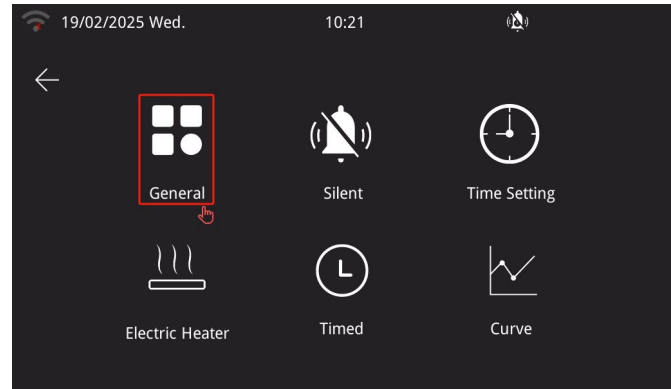 19/02/2025 Wed. 10:21
General Silent Time Setting
Electric Heater Timed Curve